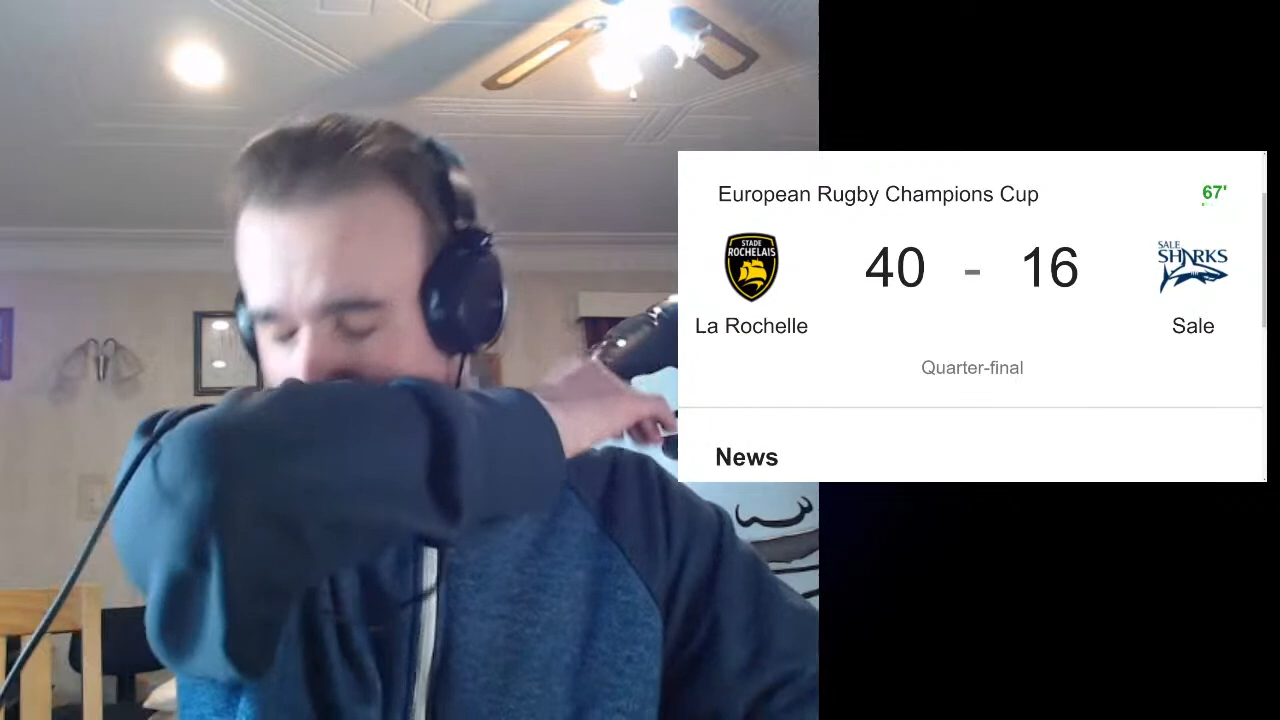 European Rugby Champions Cup
67'
STADE
ROCHELAIS
40 - 16
SALE
SHARKS
La Rochelle
Sale
Quarter-final
News